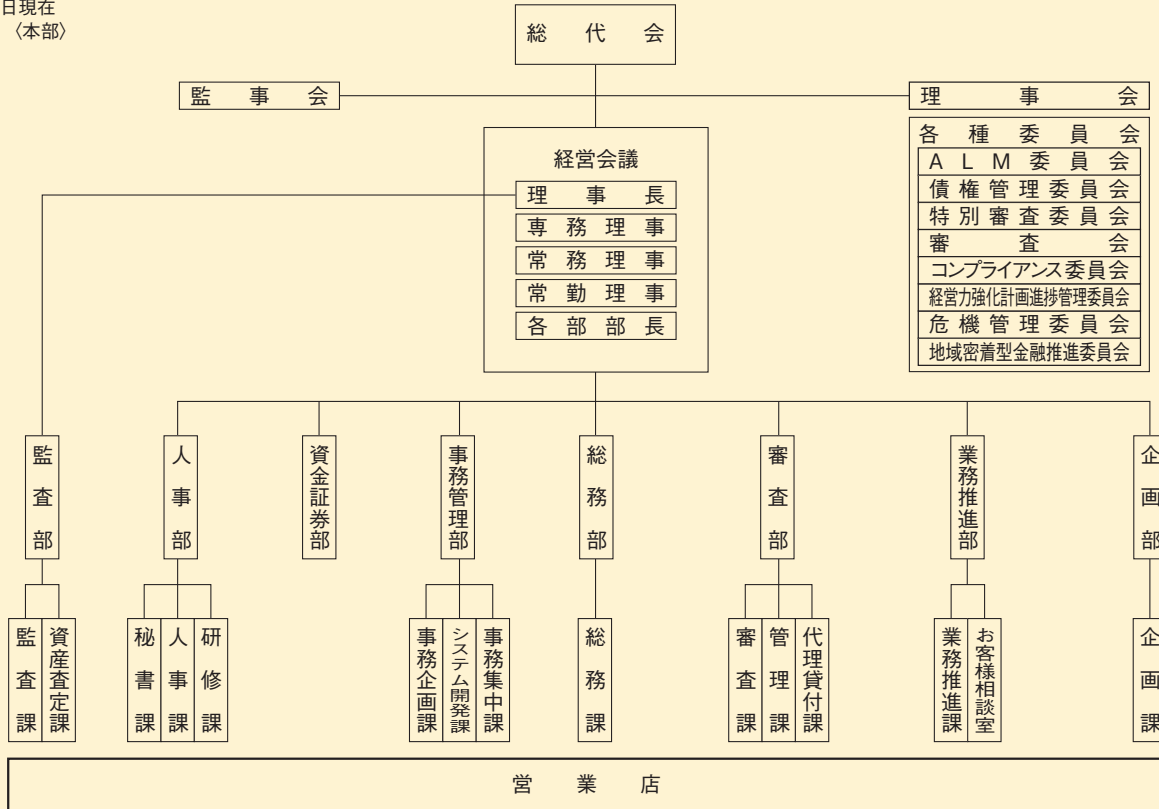 日現在
〈本部〉
総代会
監事会
理事会
各種委員会
ALM委員会
債権管理委員会
特別審査委員会
審査会
コンプライアンス委員会
経営力強化計画進捗管理委員会
危機管理委員会
地域密着型金融推進委員会
経営会議
理事長
専務理事
常務理事
常勤理事
各部部長
監査部
人事部
資金証券部
事務管理部
総務部
審査部
業務推進部
企画部
監査課
資産査定課
秘書課
人事課
研修課
事務企画課
システム開発課
事務集中課
総務課
審査課
管理課
代理貸付課
業務推進課
お客様相談室
企画課
営業店